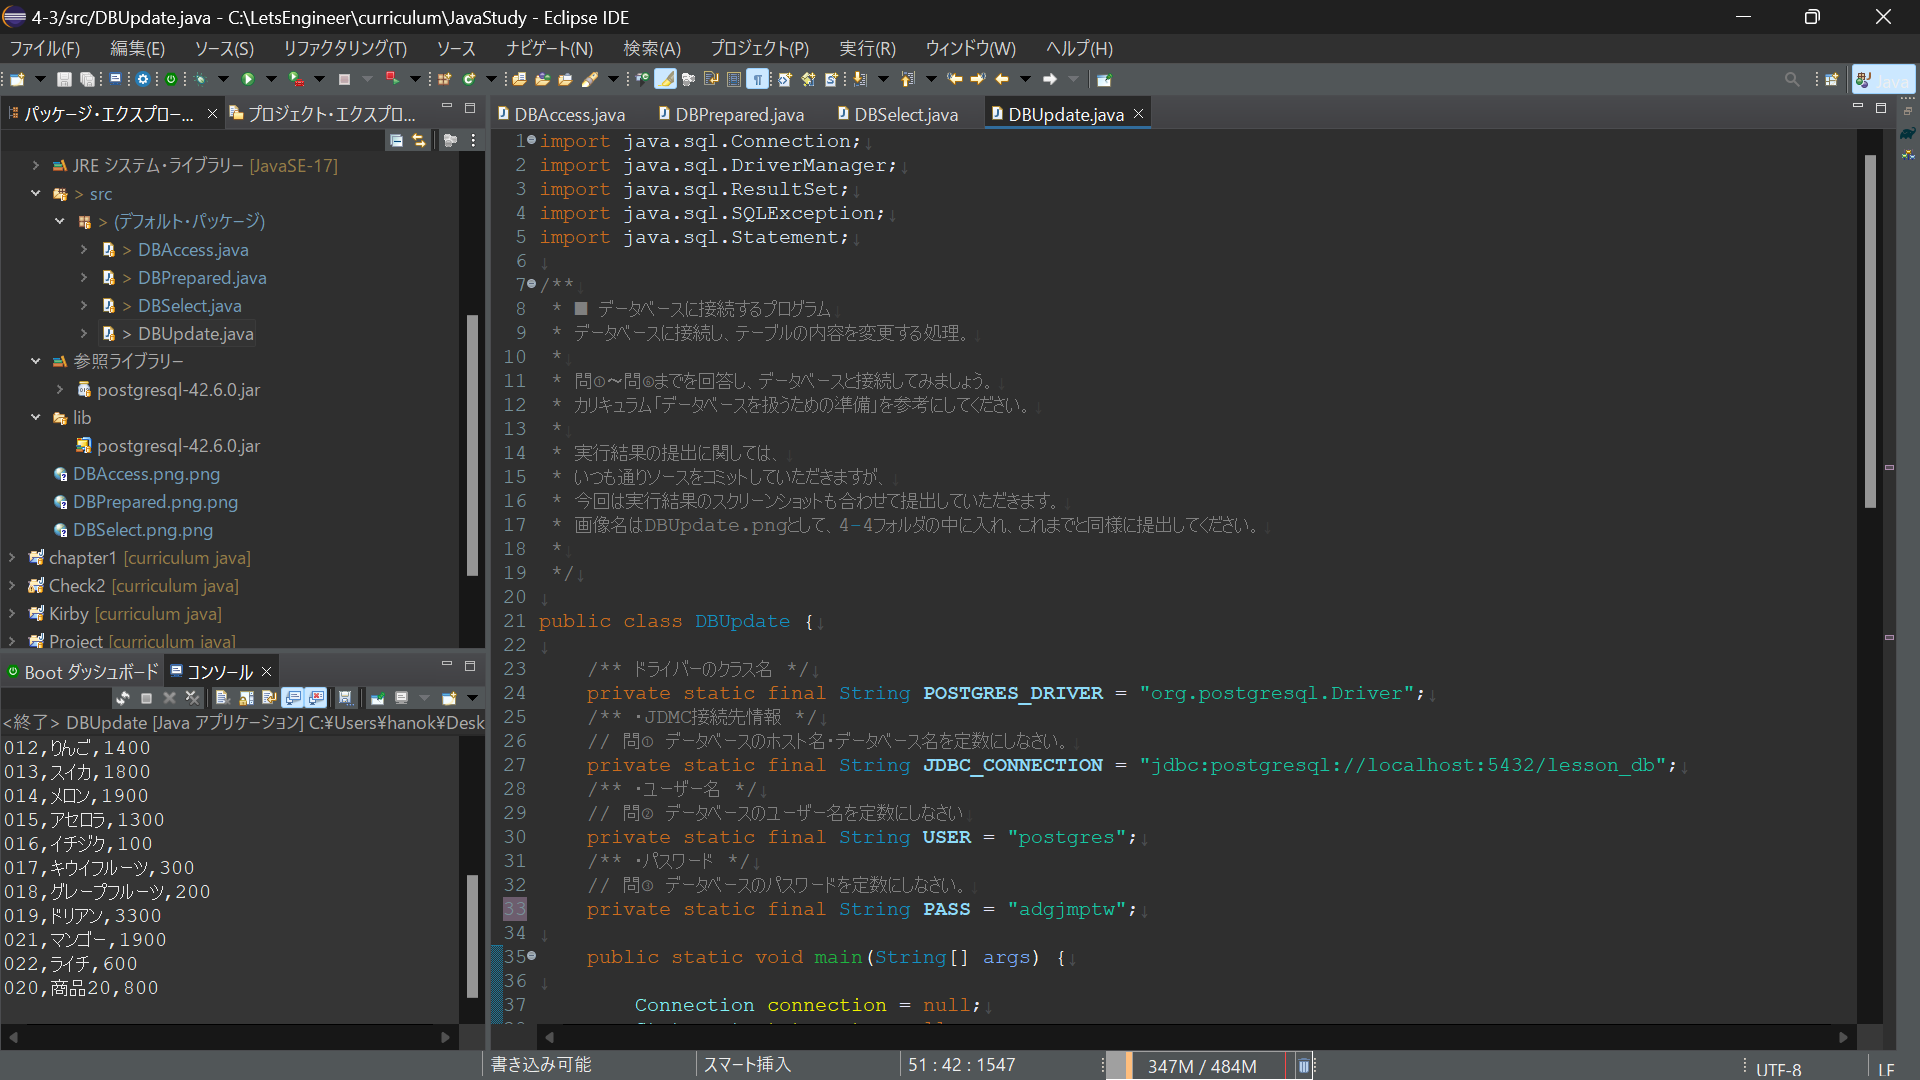 4-3/src/DBUpdate.java - C:\LetsEngineer\curriculum\JavaStudy - Eclipse IDE
ファイル(F) 編集(E) ソース(S) リファクタリング(T) ソース ナビゲート(N) 検索(A) プロジェクト(P) 実行(R) ウィンドウ(W) ヘルプ(H)
Java
パッケージ・エクスプロー... プロジェクト・エクスプロ...
JRE システム・ライブラリー [JavaSE-17]
> src
> (デフォルト・パッケージ)
> DBAccess.java
> DBPrepared.java
> DBSelect.java
> DBUpdate.java
参照ライブラリー
postgresql-42.6.0.jar
lib
postgresql-42.6.0.jar
DBAccess.png.png
DBPrepared.png.png
DBSelect.png.png
chapter1 [curriculum java]
Check2 [curriculum java]
Kirby [curriculum java]
Project [curriculum java]
Boot ダッシュボード コンソール
<終了> DBUpdate [Java アプリケーション] C:¥Users¥hanok¥Desk
012,りんご,1400
013,スイカ,1800
014,メロン,1900
015,アセロラ,1300
016,イチジク,100
017,キウイフルーツ,300
018,グレープフルーツ,200
019,ドリアン,3300
021,マンゴー,1900
022,ライチ,600
020,商品20,800
DBAccess.java DBPrepared.java DBSelect.java DBUpdate.java
1 import java.sql.Connection;
2 import java.sql.DriverManager;
3 import java.sql.ResultSet;
4 import java.sql.SQLException;
5 import java.sql.Statement;
6
7 /**
8 * ■ データベースに接続するプログラム
9 * データベースに接続し、テーブルの内容を変更する処理。
10 *
11 * 問①～問⑥までを回答し、データベースと接続してみましょう。
12 * カリキュラム「データベースを扱うための準備」を参考にしてください。
13 *
14 * 実行結果の提出に関しては、
15 * いつも通りソースをコミットしていただきますが、
16 * 今回は実行結果のスクリーンショットも合わせて提出していただきます。
17 * 画像名はDBUpdate.pngとして、4-4フォルダの中に入れ、これまでと同様に提出してください。
18 *
19 */
20
21 public class DBUpdate {
22
23 /** ドライバーのクラス名 */
24 private static final String POSTGRES_DRIVER = "org.postgresql.Driver";
25 /** ・JDMC接続先情報 */
26 // 問① データベースのホスト名・データベース名を定数にしなさい。
27 private static final String JDBC_CONNECTION = "jdbc:postgresql://localhost:5432/lesson_db";
28 /** ・ユーザー名 */
29 // 問② データベースのユーザー名を定数にしなさい
30 private static final String USER = "postgres";
31 /** ・パスワード */
32 // 問③ データベースのパスワードを定数にしなさい。
33 private static final String PASS = "adgjmptw";
34
35 public static void main(String[] args) {
36
37 Connection connection = null;
書き込み可能 スマート挿入 51 : 42 : 1547 347M / 484M UTF-8 LF